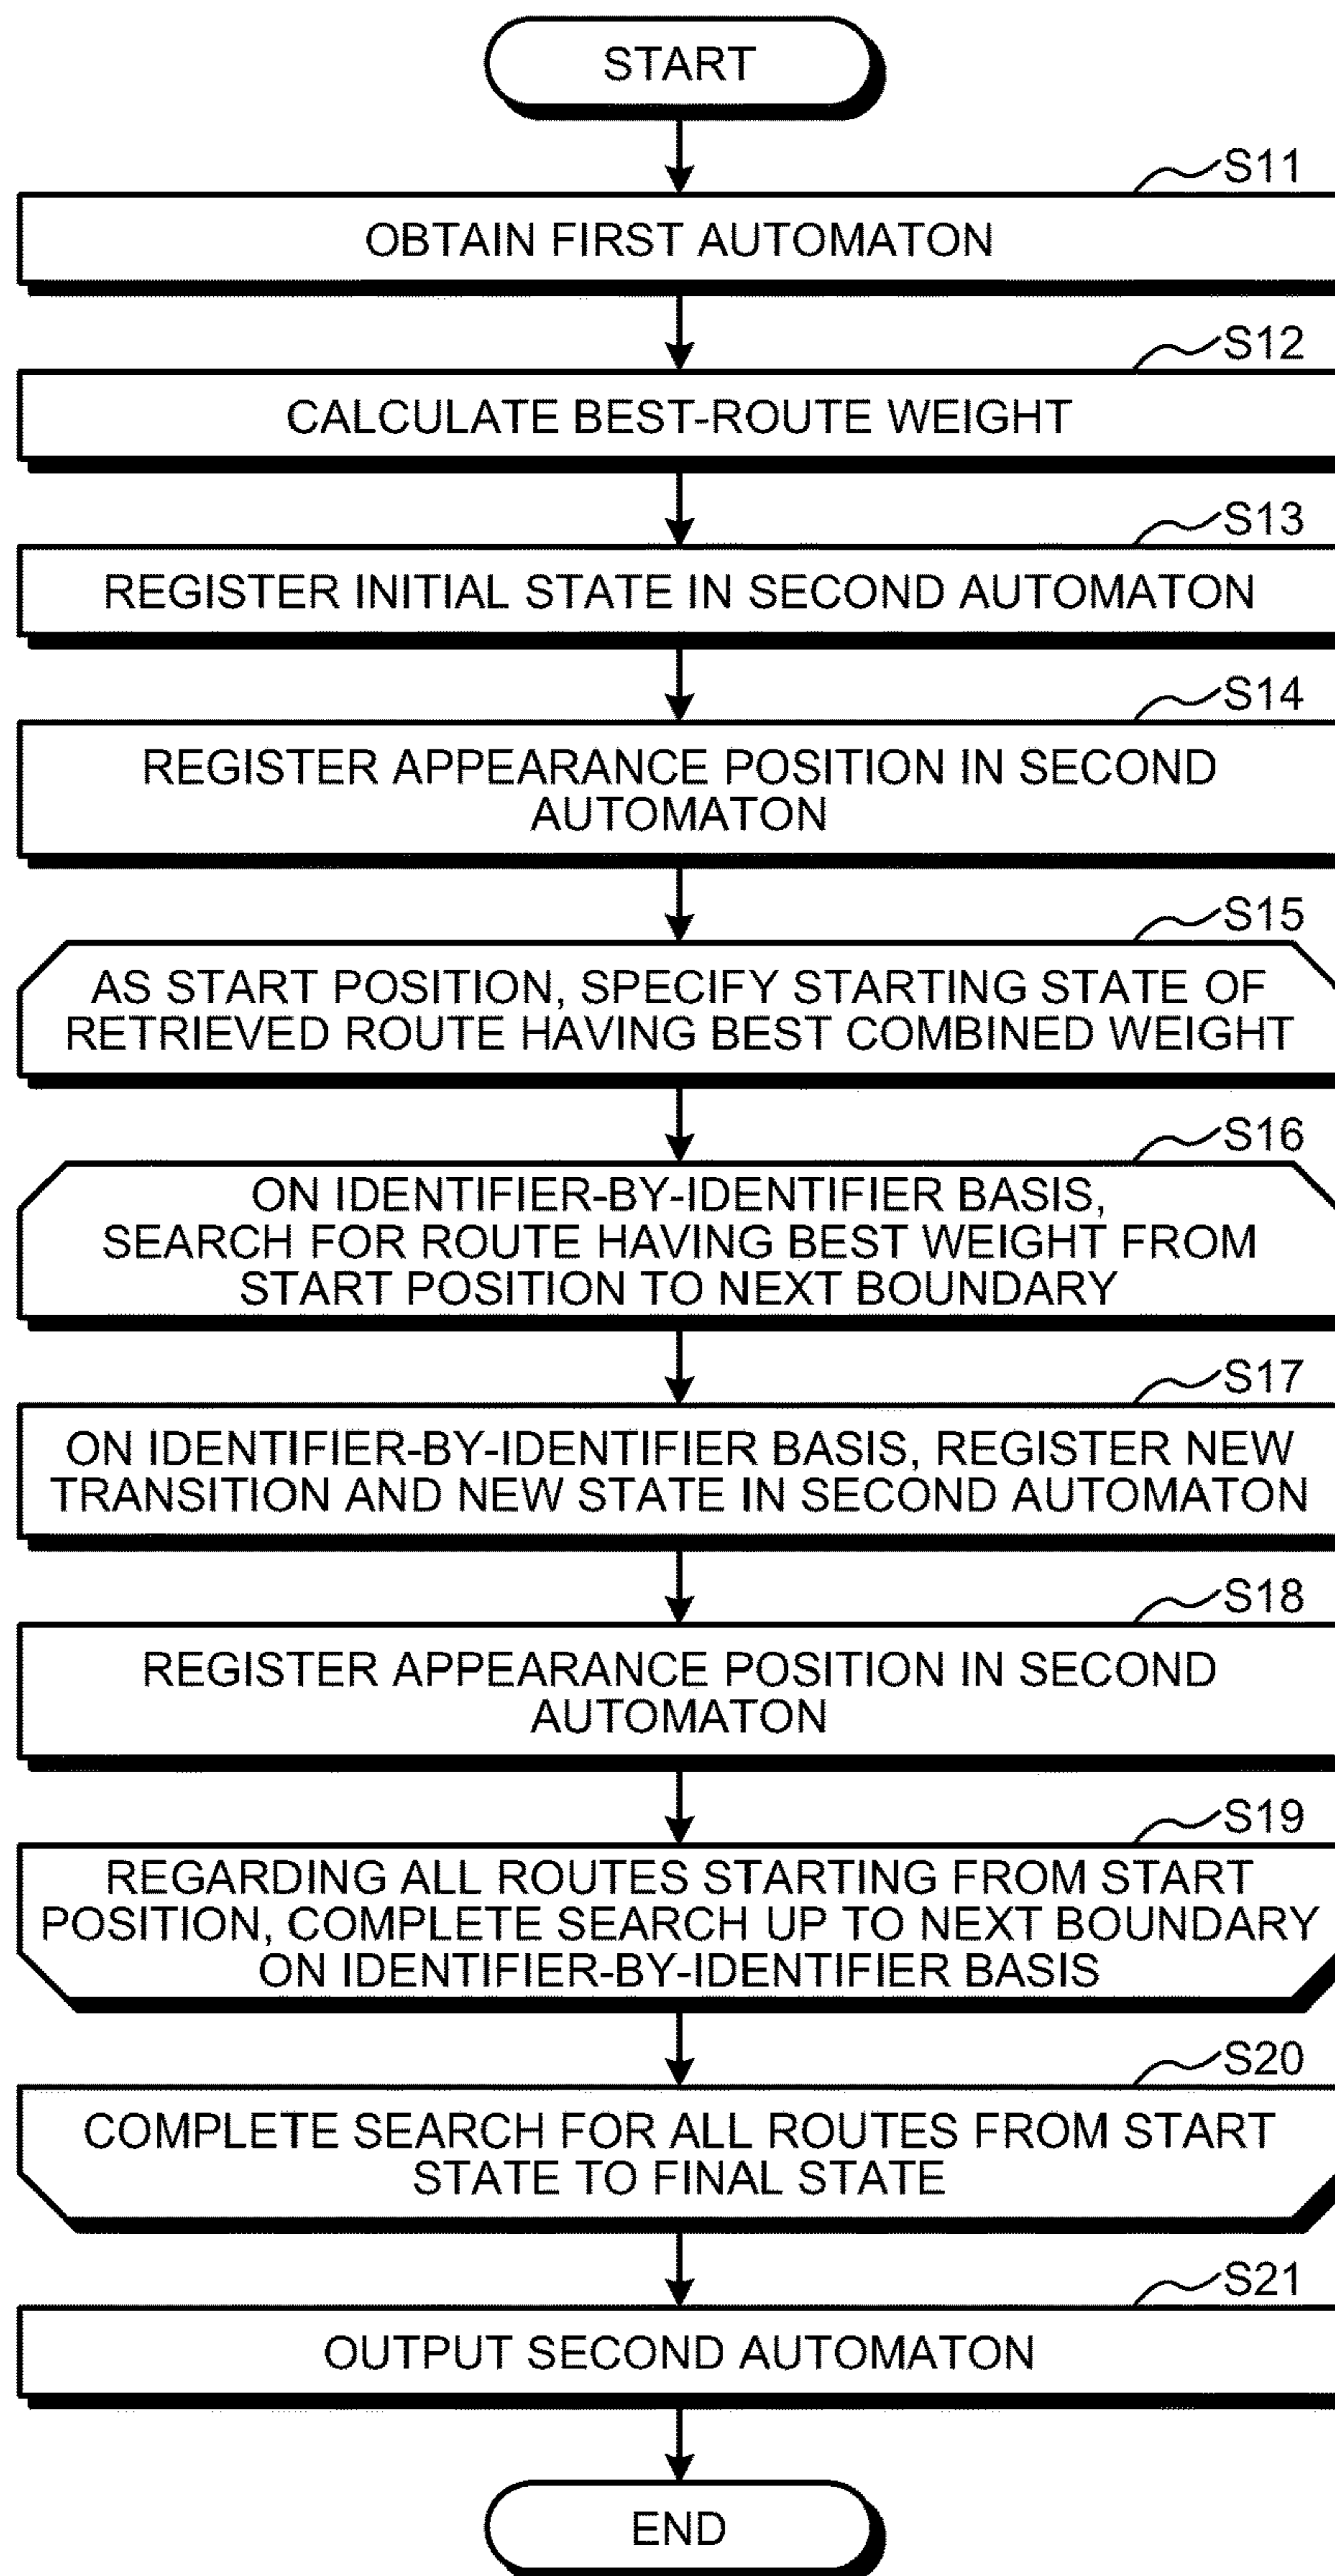 START
S11
OBTAIN FIRST AUTOMATON
S12
CALCULATE BEST-ROUTE WEIGHT
S13
REGISTER INITIAL STATE IN SECOND AUTOMATON
S14
REGISTER APPEARANCE POSITION IN SECOND
AUTOMATON
S15
AS START POSITION, SPECIFY STARTING STATE OF
RETRIEVED ROUTE HAVING BEST COMBINED WEIGHT
S16
ON IDENTIFIER-BY-IDENTIFIER BASIS,
SEARCH FOR ROUTE HAVING BEST WEIGHT FROM
START POSITION TO NEXT BOUNDARY
S17
ON IDENTIFIER-BY-IDENTIFIER BASIS, REGISTER NEW
TRANSITION AND NEW STATE IN SECOND AUTOMATON
S18
REGISTER APPEARANCE POSITION IN SECOND
AUTOMATON
S19
REGARDING ALL ROUTES STARTING FROM START
POSITION, COMPLETE SEARCH UP TO NEXT BOUNDARY
ON IDENTIFIER-BY-IDENTIFIER BASIS
S20
COMPLETE SEARCH FOR ALL ROUTES FROM START
STATE TO FINAL STATE
S21
OUTPUT SECOND AUTOMATON
END